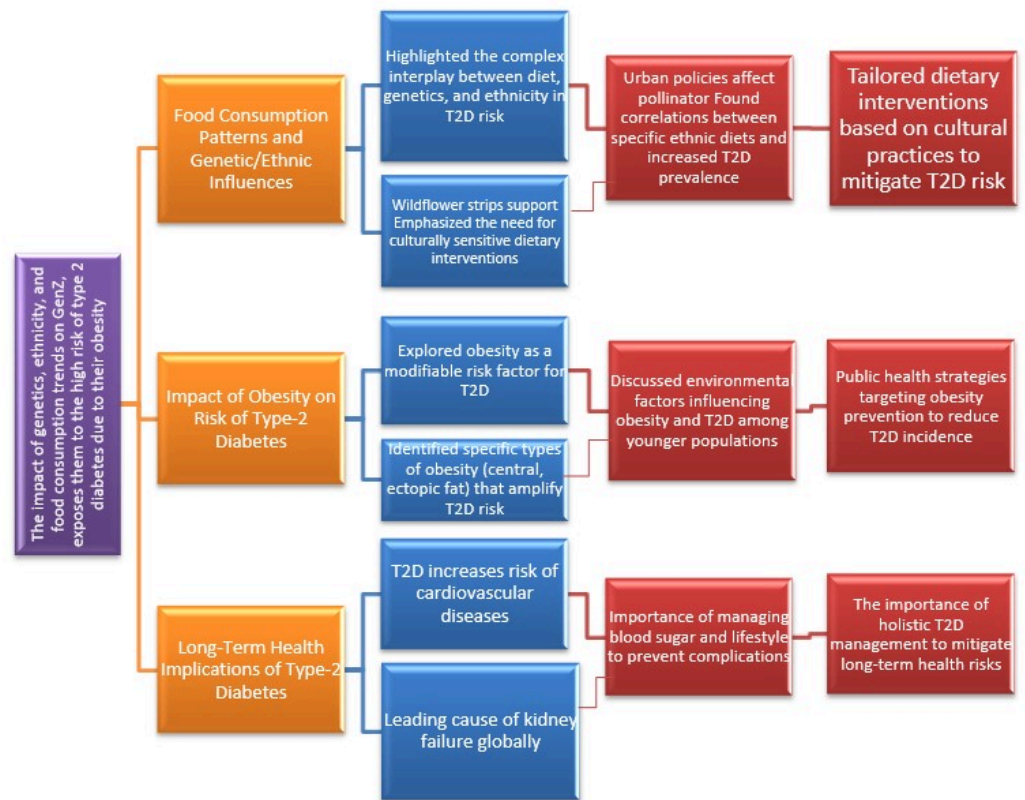 The impact of genetics, ethnicity, and
food consumption trends on GenZ,
exposes them to the high risk of type 2
diabetes due to their obesity
Food Consumption
Patterns and
Genetic/Ethnic
Influences
Highlighted the complex
interplay between diet,
genetics, and ethnicity in
T2D risk
Wildflower strips support
Emphasized the need for
culturally sensitive dietary
interventions
Urban policies affect
pollinator Found
correlations between
specific ethnic diets and
increased T2D
prevalence
Tailored dietary
interventions
based on cultural
practices to
mitigate T2D risk
Impact of Obesity on
Risk of Type-2
Diabetes
Explored obesity as a
modifiable risk factor for
T2D
Identified specific types of
obesity (central,
ectopic fat) that amplify
T2D risk
Discussed environmenta
factors influencing
obesity and T2D among
younger populations
Public health strategies
targeting obesity
prevention to reduce
T2D incidence
Long-Term Health
Implications of Type-2
Diabetes
T2D increases risk of
cardiovascular
diseases
Leading cause of kidney
failure globally
Importance of managing
blood sugar and lifestyle
to prevent complications
The importance of
holistic T2D
management to mitigate
long-term health risks